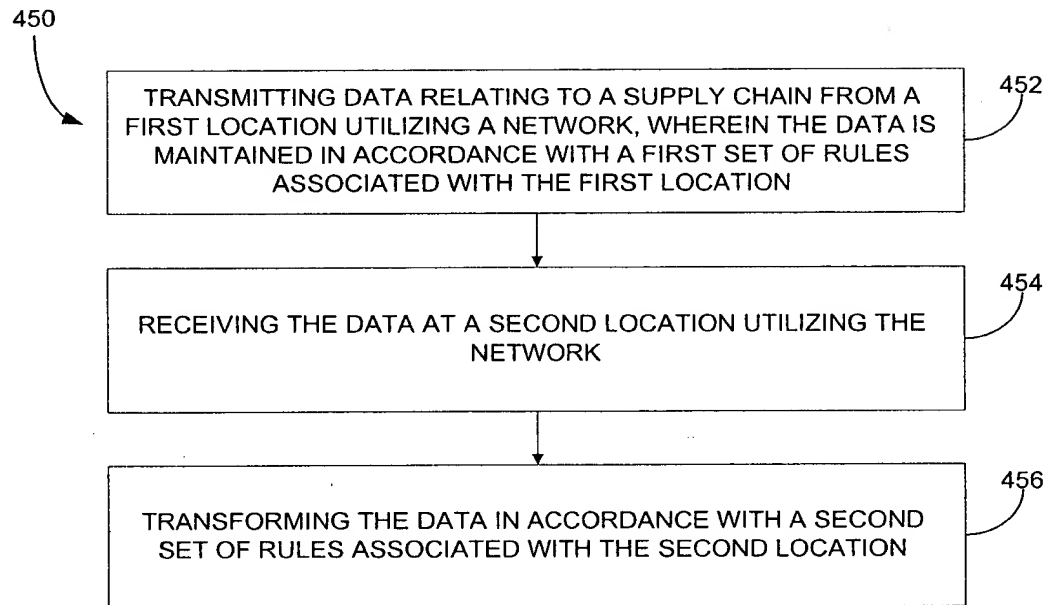 450
452
TRANSMITTING DATA RELATING TO A SUPPLY CHAIN FROM A
FIRST LOCATION UTILIZING A NETWORK, WHEREIN THE DATA IS
MAINTAINED IN ACCORDANCE WITH A FIRST SET OF RULES
ASSOCIATED WITH THE FIRST LOCATION
454
RECEIVING THE DATA AT A SECOND LOCATION UTILIZING THE
NETWORK
456
TRANSFORMING THE DATA IN ACCORDANCE WITH A SECOND
SET OF RULES ASSOCIATED WITH THE SECOND LOCATION